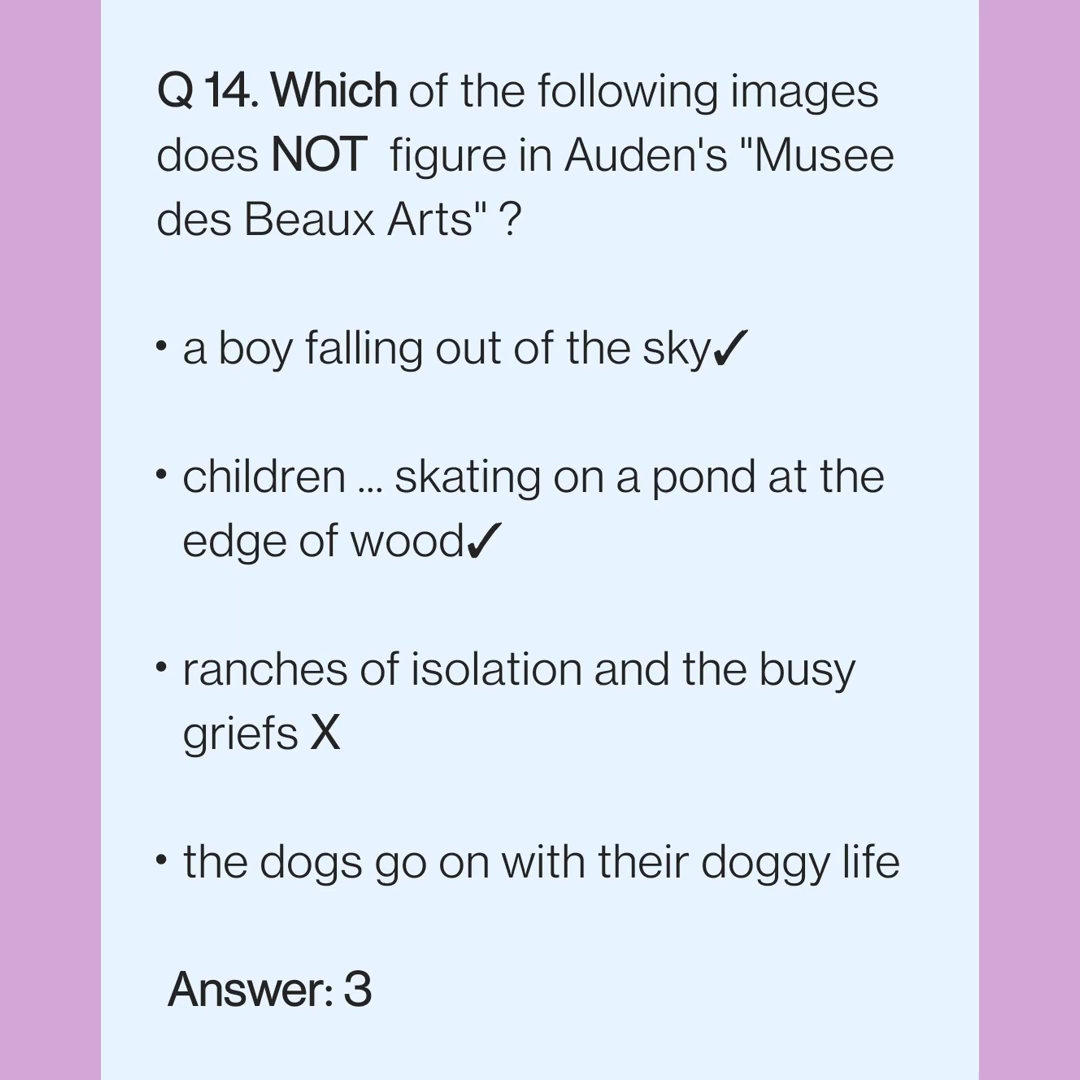 Q 14. Which of the following images
does NOT figure in Auden's "Musee
des Beaux Arts" ?
• a boy falling out of the sky✓
• children ... skating on a pond at the
edge of wood✓
• ranches of isolation and the busy
griefs X
• the dogs go on with their doggy life
Answer: 3